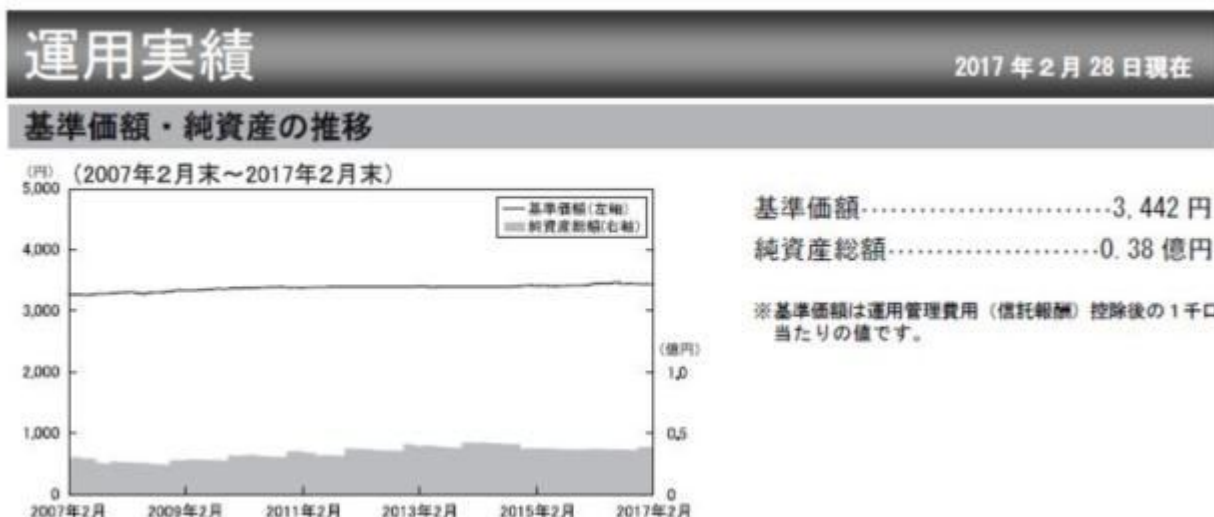 運用実績
2017年2月28日現在
基準価額・純資産の推移
(円) (2007年2月末～2017年2月末)
5,000
4,000
3,000
2,000
1,000
0
基準価額(左軸)
純資産総額(右軸)
(億円)
1.0
0.5
0
2007年2月 2009年2月 2011年2月 2013年2月 2015年2月 2017年2月
基準価額…………………………3,442円
純資産総額……………………0.38億円
※基準価額は運用管理費用(信託報酬)控除後の1千口
当たりの値です。